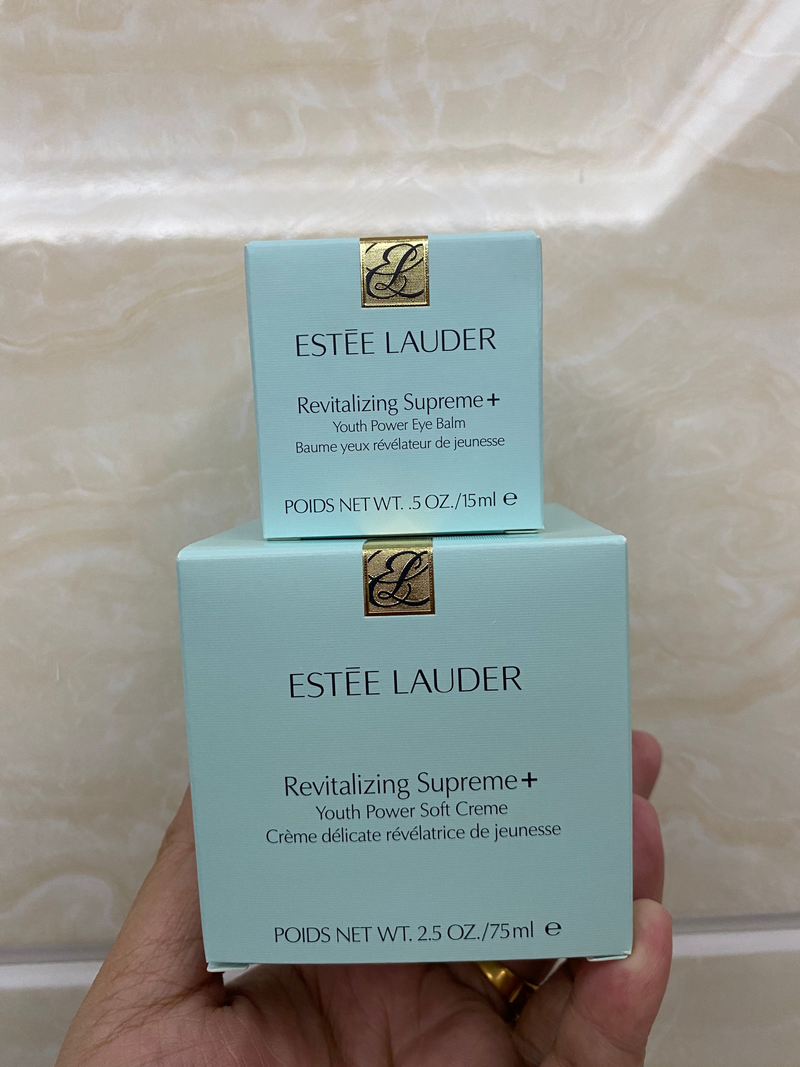 EL
ESTĒE LAUDER
Revitalizing Supreme+
Youth Power Eye Balm
Baume yeux révélateur de jeunesse
POIDS NET WT. .5 OZ./15ml ℮
EL
ESTĒE LAUDER
Revitalizing Supreme+
Youth Power Soft Creme
Crème délicate révélatrice de jeunesse
POIDS NET WT. 2.5 OZ./75ml ℮